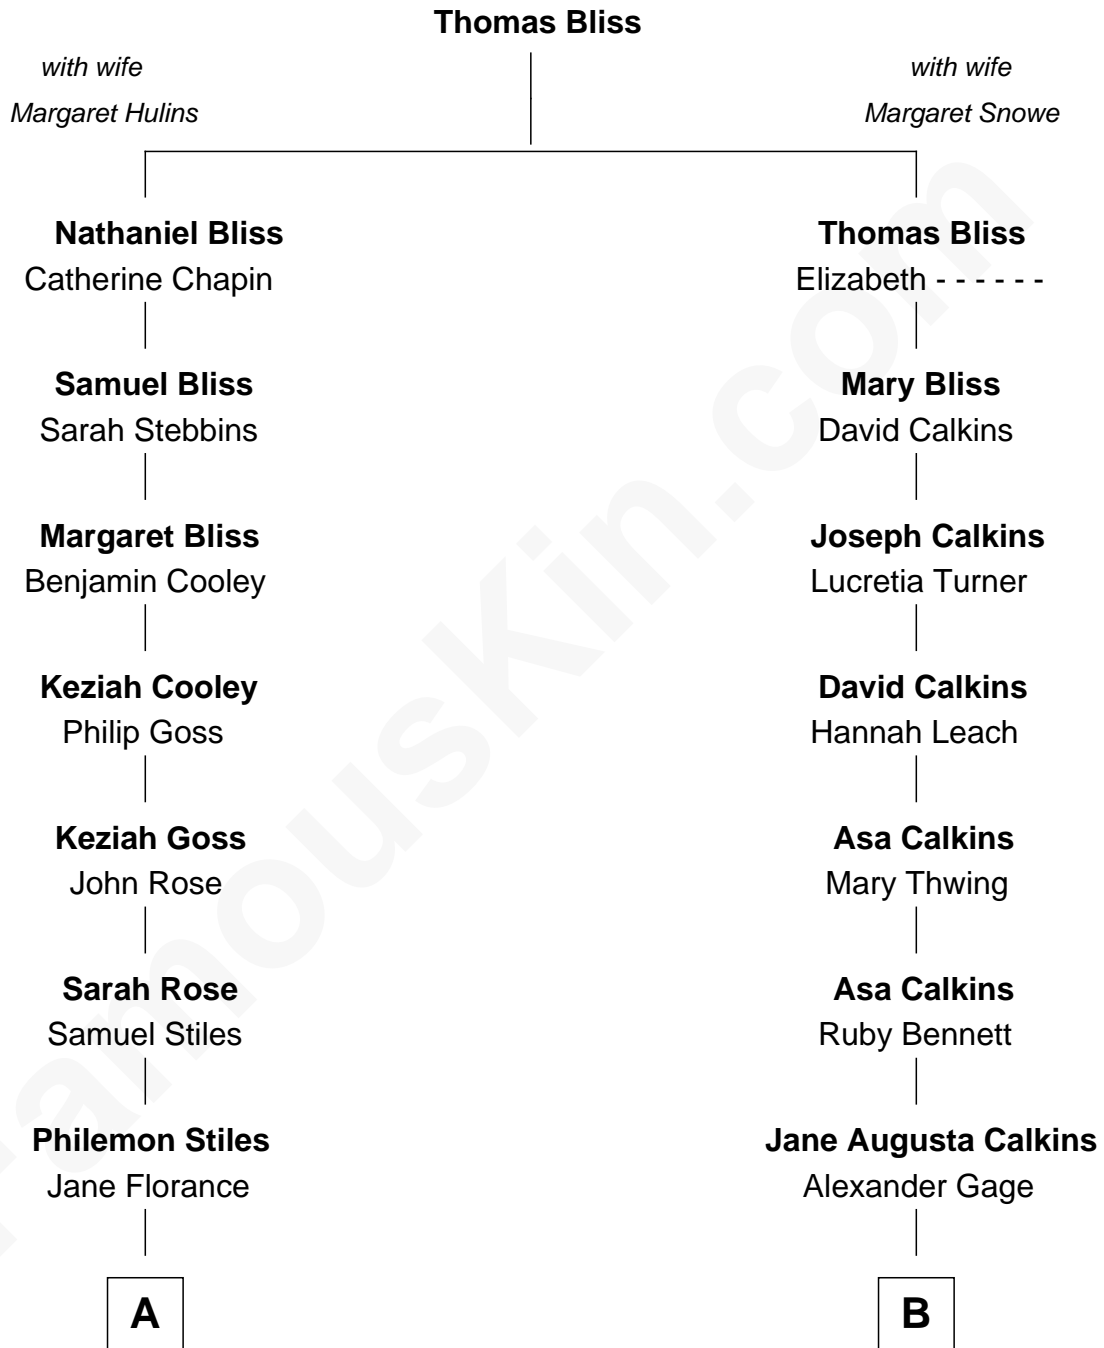 Thomas Bliss
with wife
Margaret Hulins
with wife
Margaret Snowe
Nathaniel Bliss
Catherine Chapin
Thomas Bliss
Elizabeth - - - - - -
Samuel Bliss
Sarah Stebbins
Mary Bliss
David Calkins
Margaret Bliss
Benjamin Cooley
Joseph Calkins
Lucretia Turner
Keziah Cooley
Philip Goss
David Calkins
Hannah Leach
Keziah Goss
John Rose
Asa Calkins
Mary Thwing
Sarah Rose
Samuel Stiles
Asa Calkins
Ruby Bennett
Philemon Stiles
Jane Florance
Jane Augusta Calkins
Alexander Gage
A
B
FamousKin.com